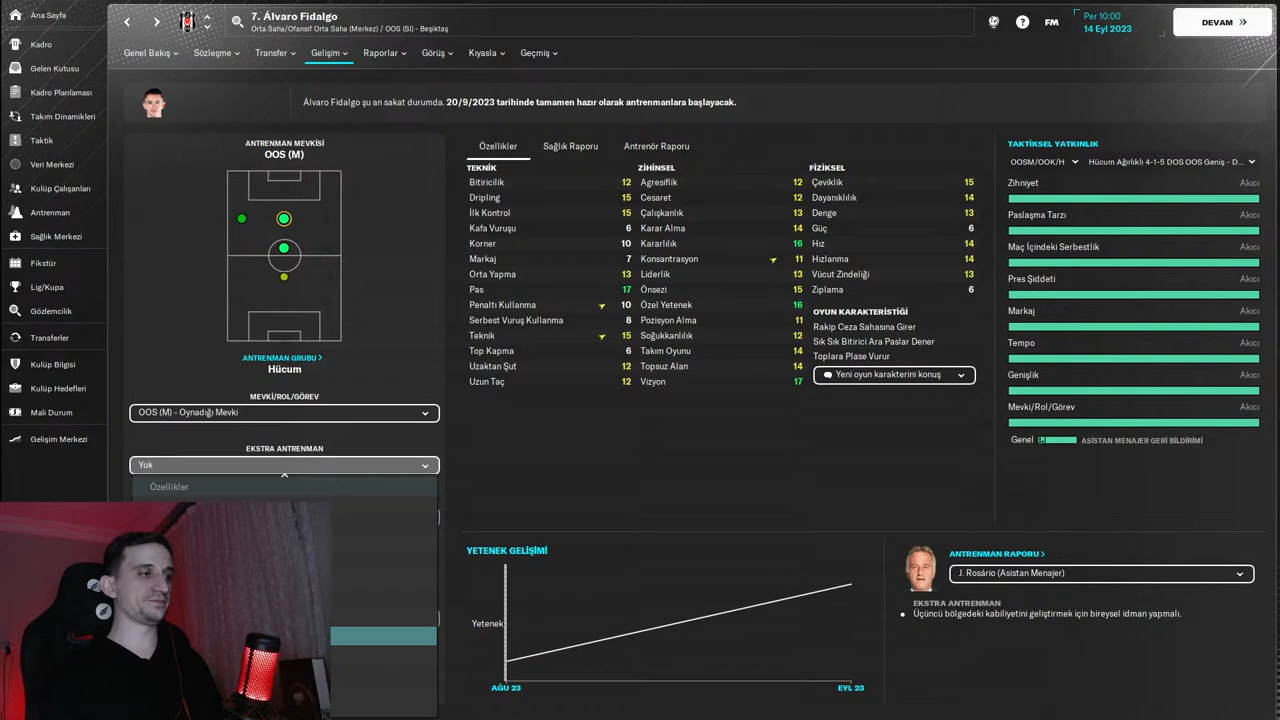 Ana Sayfa
Kadro
Gelen Kutusu
Kadro Planlaması
Takım Dinamikleri
Taktik
Veri Merkezi
Kulüp Çalışanları
Antrenman
Sağlık Merkezi
Fikstür
Lig/Kupa
Gözlemcilik
Transferler
Kulüp Bilgisi
Kulüp Hedefleri
Mali Durum
Gelişim Merkezi
7. Álvaro Fidalgo
Orta Saha/Ofansif Orta Saha (Merkez) / OOS (Sl) - Beşiktaş
FM
Per 10:00
14 Eyl 2023
DEVAM
Genel Bakış
Sözleşme
Transfer
Gelişim
Raporlar
Görüş
Kıyasla
Geçmiş
Álvaro Fidalgo şu an sakat durumda. 20/9/2023 tarihinde tamamen hazır olarak antrenmanlara başlayacak.
ANTRENMAN MEVKİSİ
OOS (M)
ANTRENMAN GRUBU
Hücum
MEVKİ/ROL/GÖREV
OOS (M) - Oynadığı Mevki
EKSTRA ANTRENMAN
Yok
Özellikler
Özellikler
Sağlık Raporu
Antrenör Raporu
TEKNİK
Bitiricilik 12
Dripling 15
İlk Kontrol 15
Kafa Vuruşu 6
Korner 10
Markaj 7
Orta Yapma 13
Pas 17
Penaltı Kullanma 10
Serbest Vuruş Kullanma 8
Teknik 15
Top Kapma 6
Uzaktan Şut 12
Uzun Taç 12
ZİHİNSEL
Agresiflik 12
Cesaret 12
Çalışkanlık 13
Karar Alma 14
Kararlılık 16
Konsantrasyon 11
Liderlik 13
Önsezi 15
Özel Yetenek 16
Pozisyon Alma 11
Soğukkanlılık 12
Takım Oyunu 14
Topsuz Alan 14
Vizyon 17
FİZİKSEL
Çeviklik 15
Dayanıklılık 14
Denge 13
Güç 6
Hız 14
Hızlanma 14
Vücut Zindeliği 13
Zıplama 6
OYUN KARAKTERİSTİĞİ
Rakip Ceza Sahasına Girer
Sık Sık Bitirici Ara Paslar Dener
Toplara Plase Vurur
Yeni oyun karakterini konuş
TAKTİKSEL YATKINLIK
OOSM/OOK/H
Hücum Ağırlıklı 4-1-5 DOS OOS Geniş - D...
Zihniyet Akıcı
Paslaşma Tarzı Akıcı
Maç İçindeki Serbestlik Akıcı
Pres Şiddeti Akıcı
Markaj Akıcı
Tempo Akıcı
Genişlik Akıcı
Mevki/Rol/Görev Akıcı
Genel
ASİSTAN MENAJER GERİ BİLDİRİMİ
YETENEK GELİŞİMİ
Yetenek
AĞU 23
EYL 23
ANTRENMAN RAPORU
J. Rosário (Asistan Menajer)
EKSTRA ANTRENMAN
Üçüncü bölgedeki kabiliyetini geliştirmek için bireysel idman yapmalı.